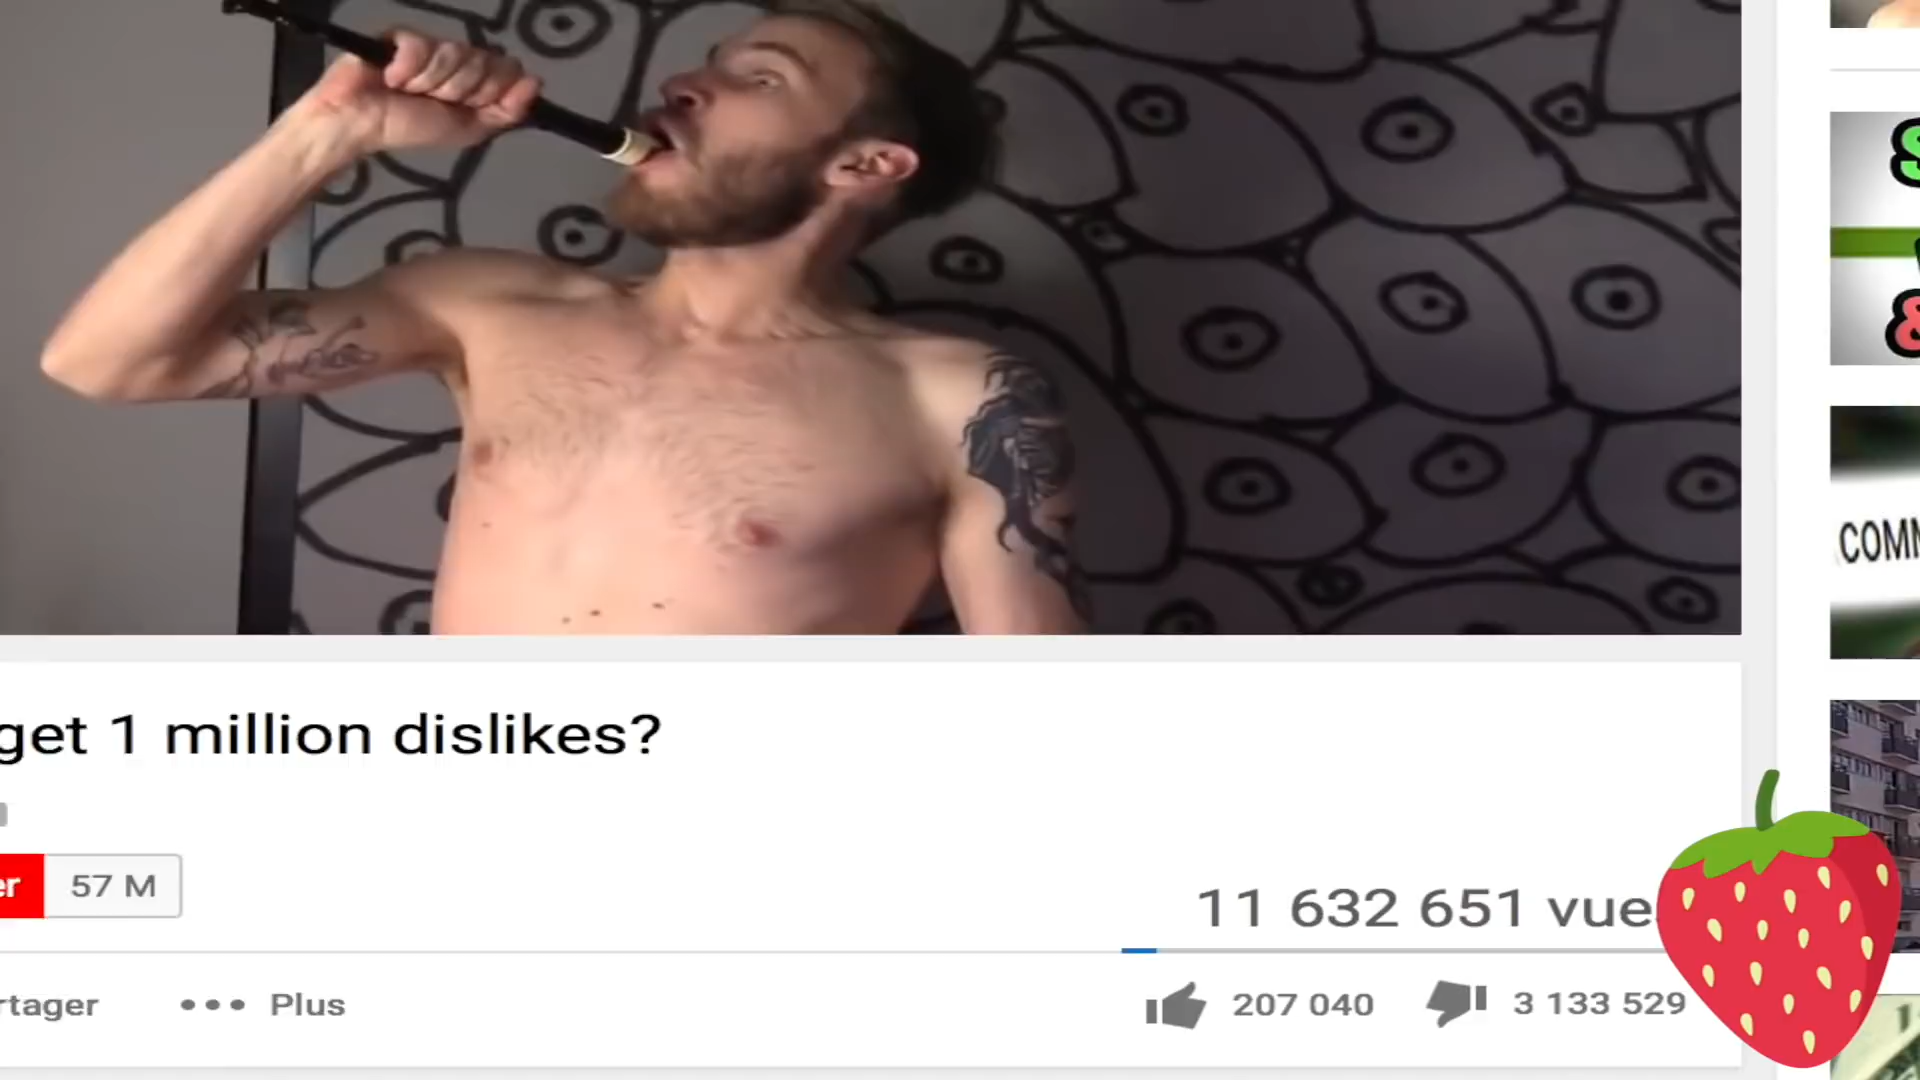 get 1 million dislikes?
er 57 M
11 632 651 vue
rtager ••• Plus
207 040 3 133 529
S
&
COMM